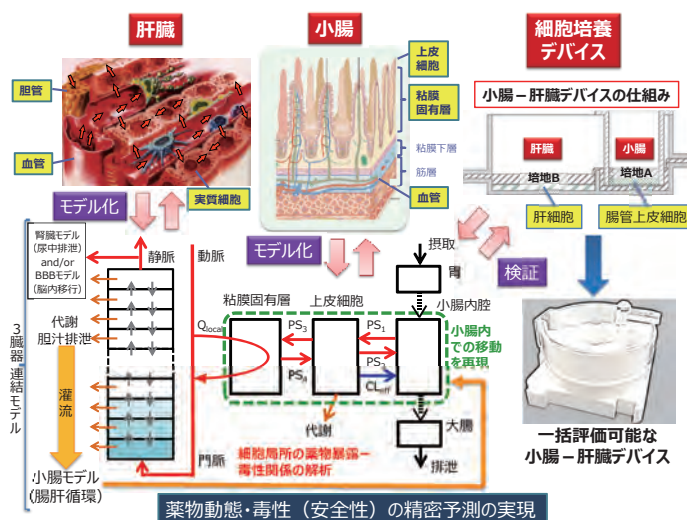 肝臓
小腸
細胞培養
デバイス
胆管
血管
実質細胞
上皮
細胞
粘膜
固有層
粘膜下層
筋層
血管
小腸－肝臓デバイスの仕組み
肝臓
小腸
培地B
培地A
肝細胞
腸管上皮細胞
モデル化
モデル化
検証
3臓器連結モデル
腎臓モデル
(尿中排泄)
and/or
BBBモデル
(脳内移行)
静脈
動脈
代謝
胆汁排泄
灌流
小腸モデル
(腸肝循環)
門脈
Qlocal
粘膜固有層
上皮細胞
摂取
胃
小腸内腔
PS3
PS1
PS4
PS2
CLeff
小腸内
での移動
を再現
代謝
大腸
排泄
細胞局所の薬物暴露－
毒性関係の解析
一括評価可能な
小腸－肝臓デバイス
薬物動態・毒性（安全性）の精密予測の実現